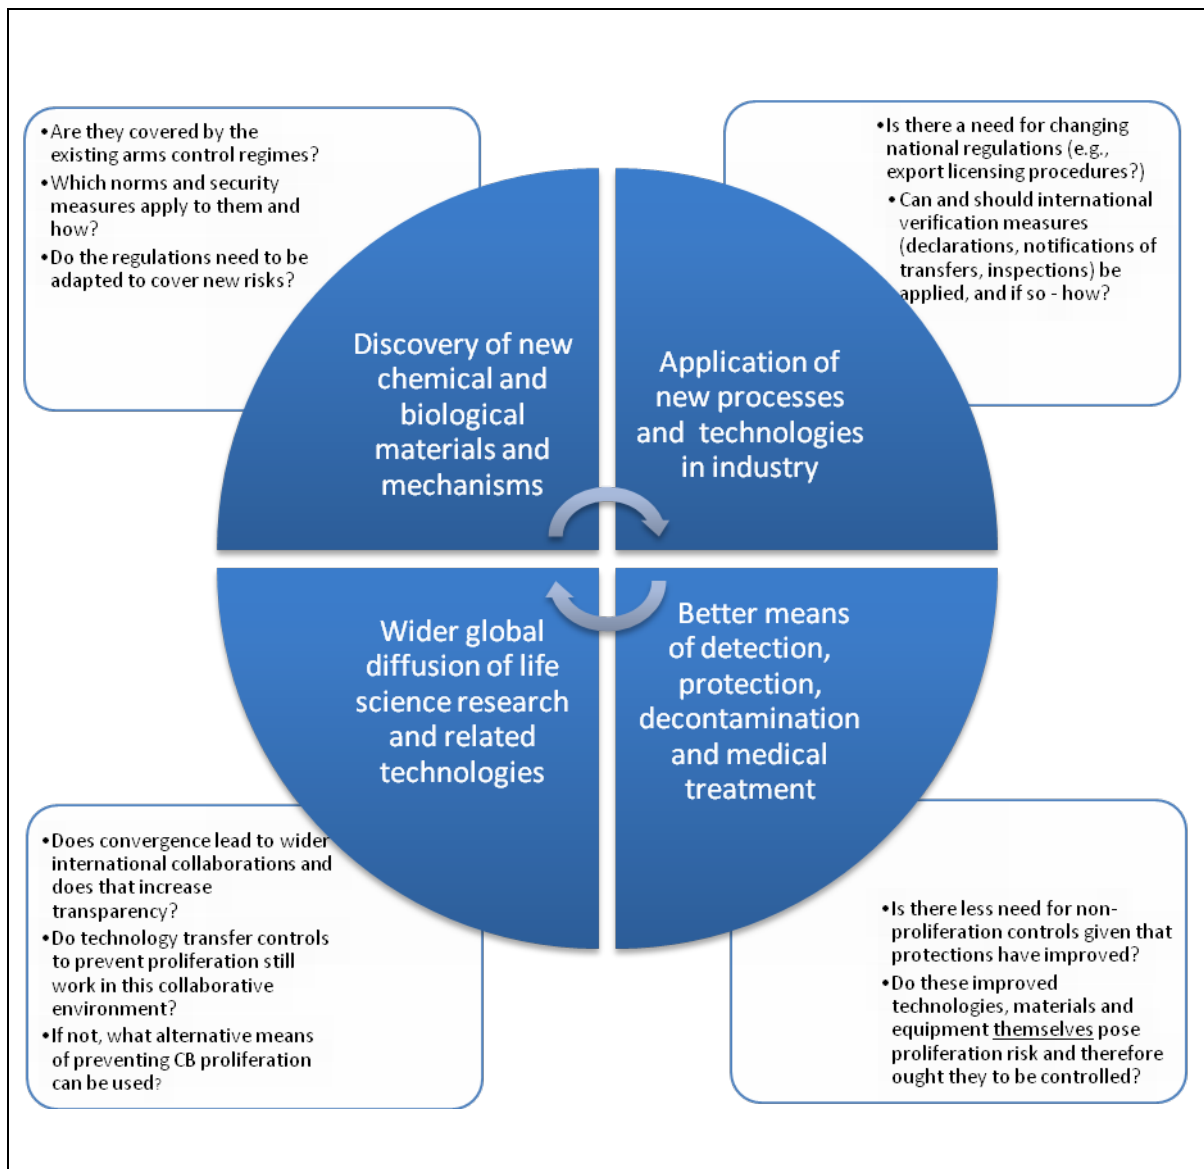 •Are they covered by the
existing arms control regimes?
•Which norms and security
measures apply to them and
how?
•Do the regulations need to be
adapted to cover new risks?
•Is there a need for changing
national regulations (e.g.,
export licensing procedures?)
•Can and should international
verification measures
(declarations, notifications of
transfers, inspections) be
applied, and if so - how?
Discovery of new
chemical and
biological
materials and
mechanisms
Application of
new processes
and technologies
in industry
Wider global
diffusion of life
science research
and related
technologies
Better means
of detection,
protection,
decontamination
and medical
treatment
•Does convergence lead to wider
international collaborations and
does that increase
transparency?
•Do technology transfer controls
to prevent proliferation still
work in this collaborative
environment?
•If not, what alternative means
of preventing CB proliferation
can be used?
•Is there less need for non-
proliferation controls given that
protections have improved?
•Do these improved
technologies, materials and
equipment themselves pose
proliferation risk and therefore
ought they to be controlled?